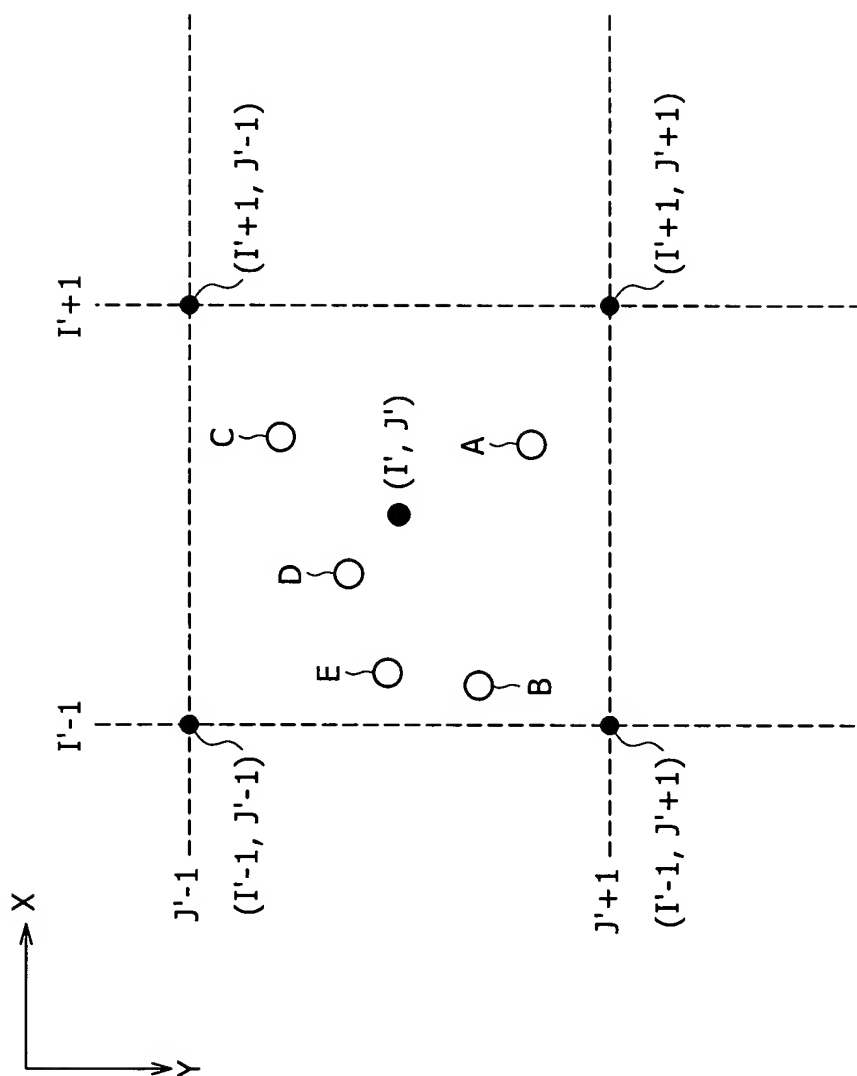 X
I'-1
I'+1
Y
J'-1
(I'-1, J'-1)
(I'+1, J'-1)
C
D
E
(I', J')
A
B
J'+1
(I'-1, J'+1)
(I'+1, J'+1)